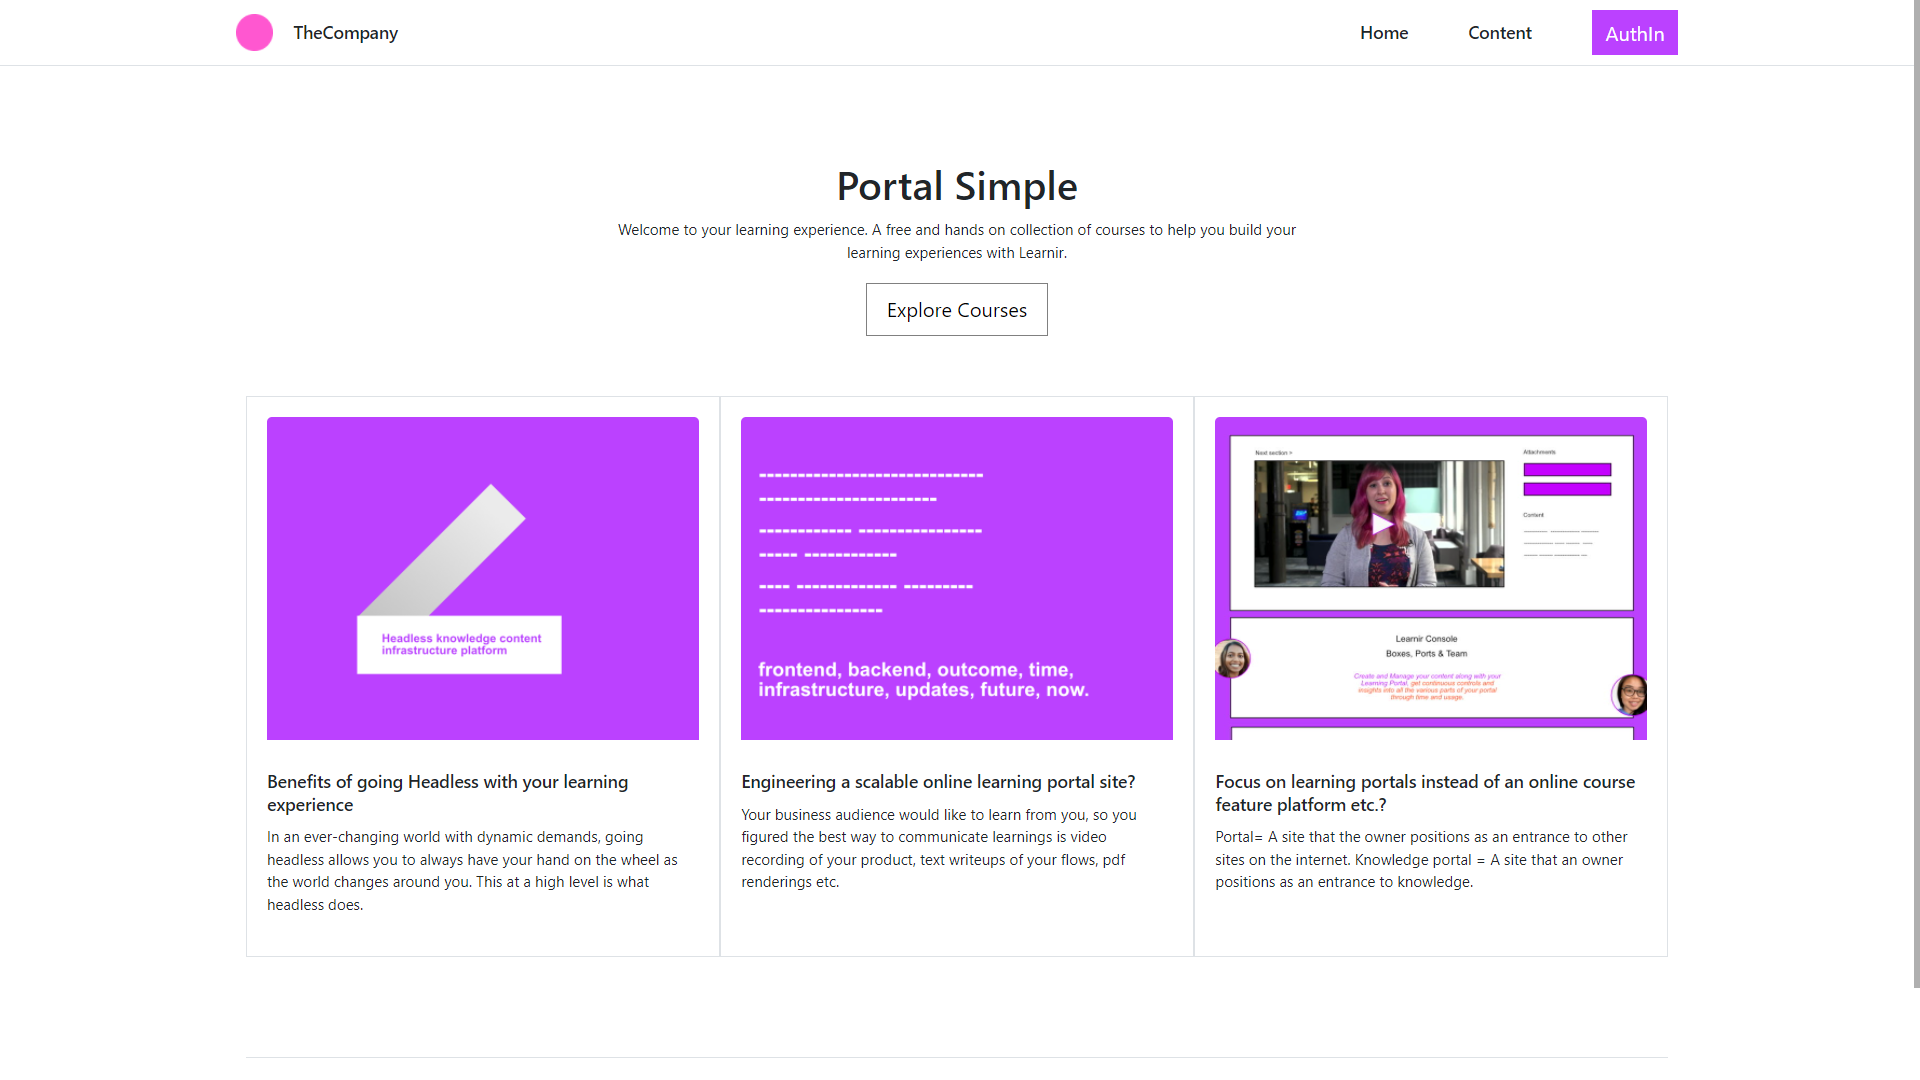 TheCompany
Home
Content
AuthIn
Portal Simple
Welcome to your learning experience. A free and hands on collection of courses to help you build your
learning experiences with Learnir.
Explore Courses
Headless knowledge content
infrastructure platform
Benefits of going Headless with your learning
experience
In an ever-changing world with dynamic demands, going
headless allows you to always have your hand on the wheel as
the world changes around you. This at a high level is what
headless does.
frontend, backend, outcome, time,
infrastructure, updates, future, now.
Engineering a scalable online learning portal site?
Your business audience would like to learn from you, so you
figured the best way to communicate learnings is video
recording of your product, text writeups of your flows, pdf
renderings etc.
Next section >
Attachments
Content
Learnir Console
Boxes, Ports & Team
Create and Manage your content along with your
Learning Portal, get continuous controls and
insights into all the various parts of your portal
through time and usage.
Focus on learning portals instead of an online course
feature platform etc.?
Portal= A site that the owner positions as an entrance to other
sites on the internet. Knowledge portal = A site that an owner
positions as an entrance to knowledge.